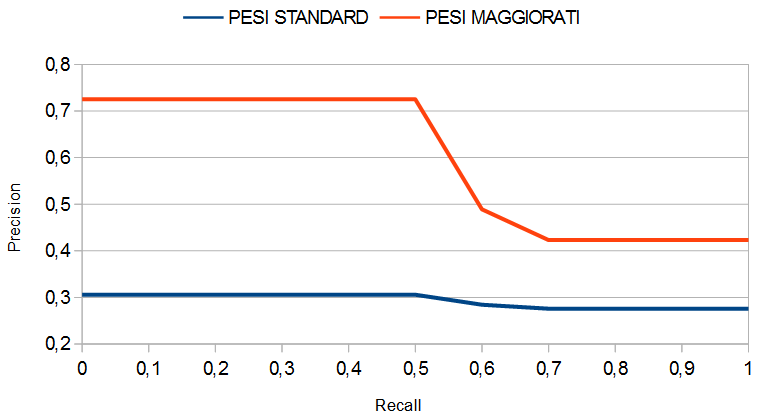 PESI STANDARD PESI MAGGIORATI
0,8
0,7
0,6
0,5
0,4
0,3
0,2
Precision
0 0,1 0,2 0,3 0,4 0,5 0,6 0,7 0,8 0,9 1
Recall